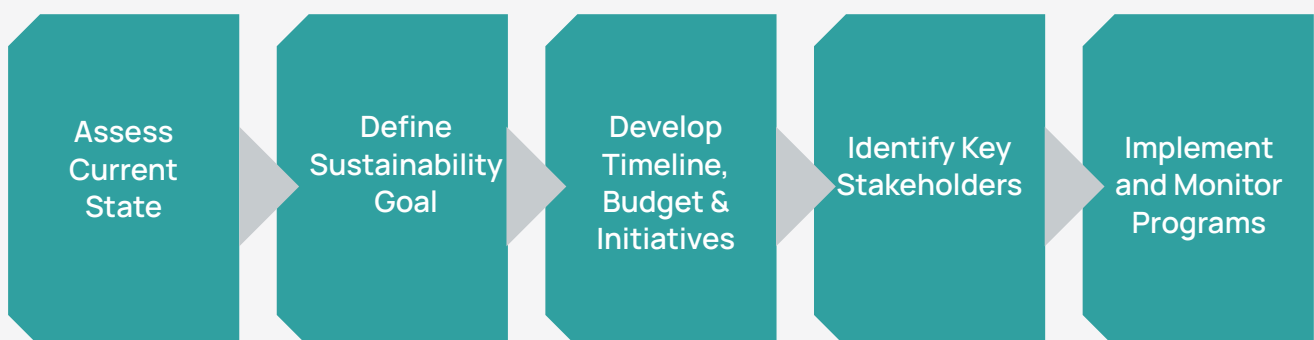 Assess
Current
State
Define
Sustainability
Goal
Develop
Timeline,
Budget &
Initiatives
Identify Key
Stakeholders
Implement
and Monitor
Programs